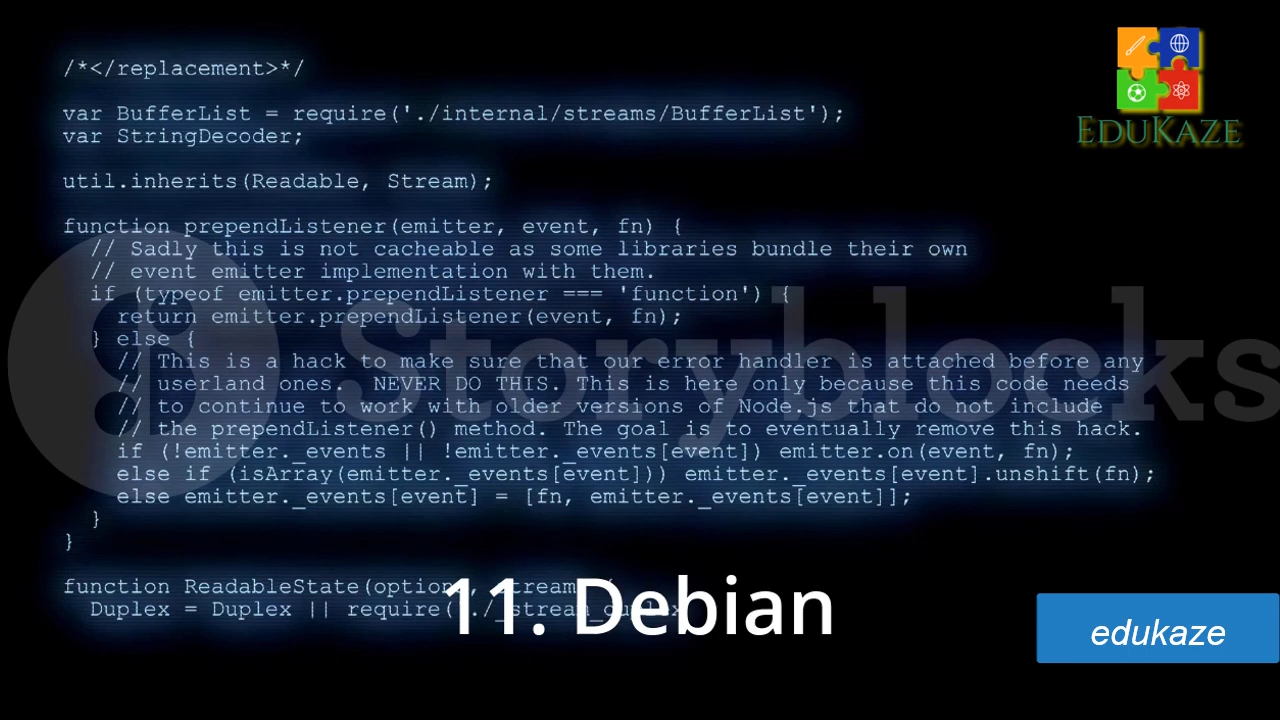 /*</replacement>*/
var BufferList = require('./internal/streams/BufferList');
var StringDecoder;
util.inherits(Readable, Stream);
function prependListener(emitter, event, fn) {
// Sadly this is not cacheable as some libraries bundle their own
// event emitter implementation with them.
if (typeof emitter.prependListener === 'function') {
return emitter.prependListener(event, fn);
} else {
// This is a hack to make sure that our error handler is attached before any
// userland ones.  NEVER DO THIS. This is here only because this code needs
// to continue to work with older versions of Node.js that do not include
// the prependListener() method. The goal is to eventually remove this hack.
if (!emitter._events || !emitter._events[event]) emitter.on(event, fn);
else if (isArray(emitter._events[event])) emitter._events[event].unshift(fn);
else emitter._events[event] = [fn, emitter._events[event]];
}
}
function ReadableState(option stream {
Duplex = Duplex || require( ./_stream_
11. Debian
EDUKAZE
Storyblocks
edukaze